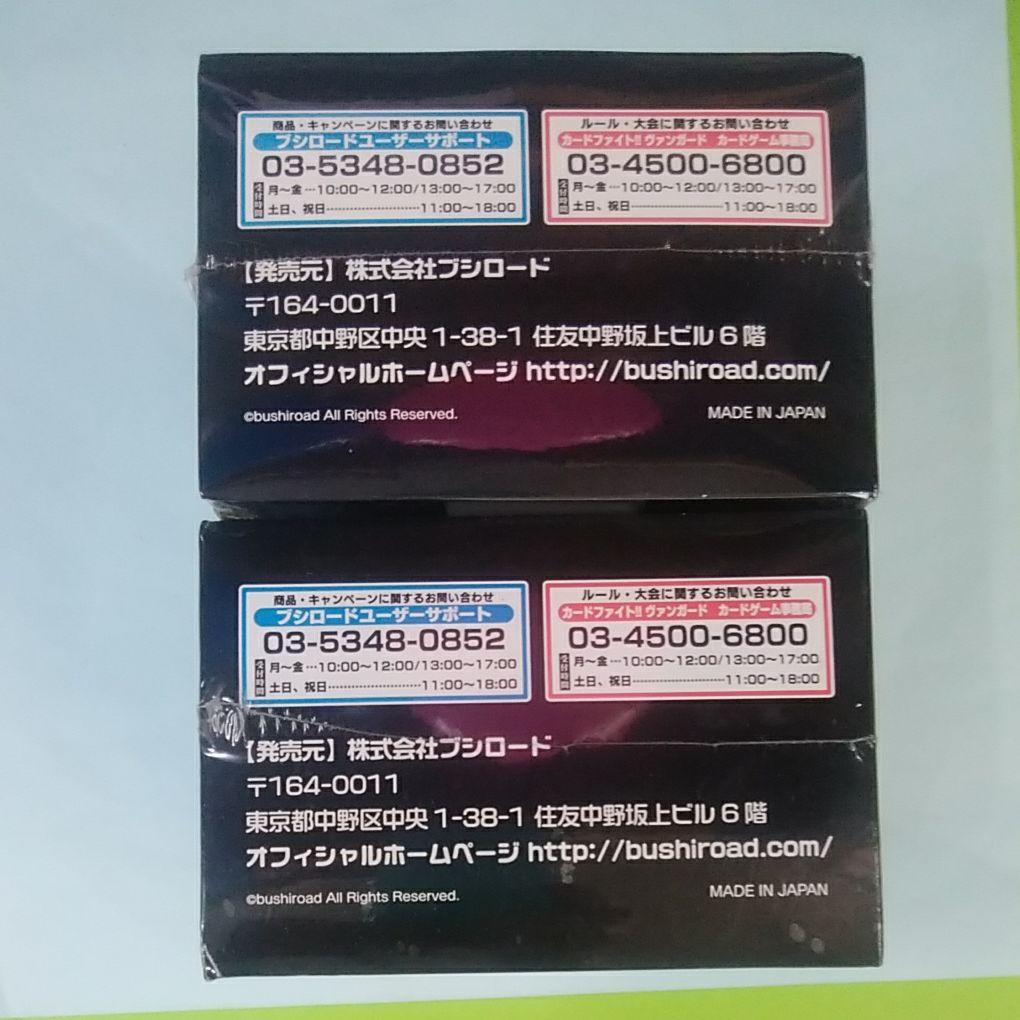 商品・キャンペーンに関するお問い合わせ
ブシロードユーザーサポート
03-5348-0852
受付時間
月〜金…10:00〜12:00/13:00〜17:00
土日、祝日……………………11:00〜18:00
ルール・大会に関するお問い合わせ
カードファイト!! ヴァンガード カードゲーム事務局
03-4500-6800
受付時間
月〜金…10:00〜12:00/13:00〜17:00
土日、祝日……………………11:00〜18:00
【発売元】株式会社ブシロード
〒164-0011
東京都中野区中央1-38-1 住友中野坂上ビル6階
オフィシャルホームページ http://bushiroad.com/
©bushiroad All Rights Reserved.
MADE IN JAPAN
商品・キャンペーンに関するお問い合わせ
ブシロードユーザーサポート
03-5348-0852
受付時間
月〜金…10:00〜12:00/13:00〜17:00
土日、祝日……………………11:00〜18:00
ルール・大会に関するお問い合わせ
カードファイト!! ヴァンガード カードゲーム事務局
03-4500-6800
受付時間
月〜金…10:00〜12:00/13:00〜17:00
土日、祝日……………………11:00〜18:00
【発売元】株式会社ブシロード
〒164-0011
東京都中野区中央1-38-1 住友中野坂上ビル6階
オフィシャルホームページ http://bushiroad.com/
©bushiroad All Rights Reserved.
MADE IN JAPAN